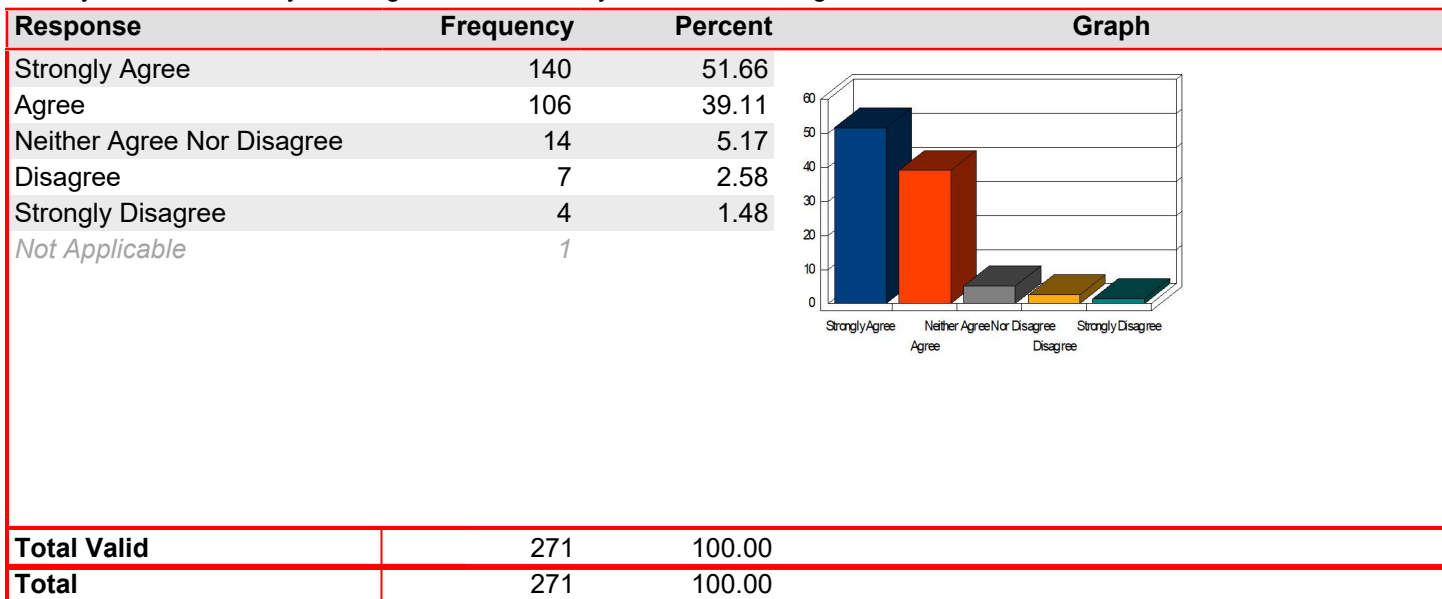 Response Frequency Percent Graph
Strongly Agree 140 51.66
Agree 106 39.11
Neither Agree Nor Disagree 14 5.17
Disagree 7 2.58
Strongly Disagree 4 1.48
Not Applicable 1
60
50
40
30
20
10
0
Strongly Agree Neither Agree Nor Disagree Strongly Disagree
Agree Disagree
Total Valid 271 100.00
Total 271 100.00